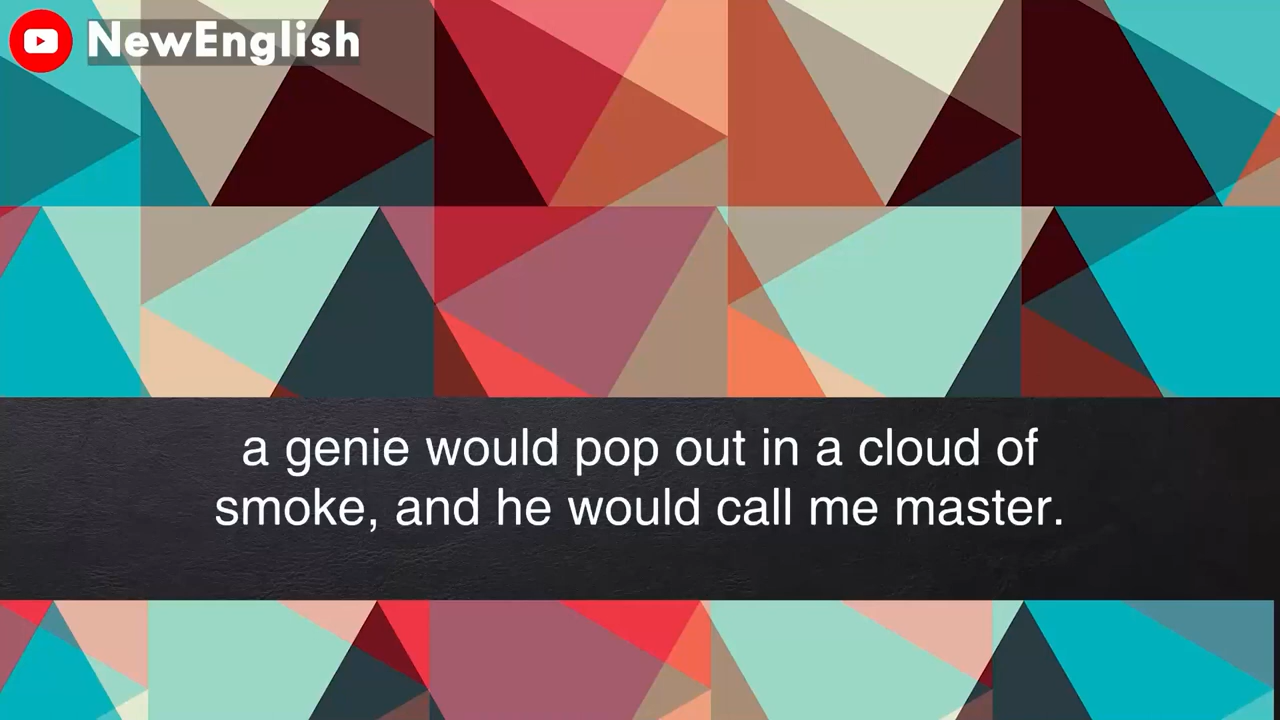 NewEnglish
a genie would pop out in a cloud of
smoke, and he would call me master.